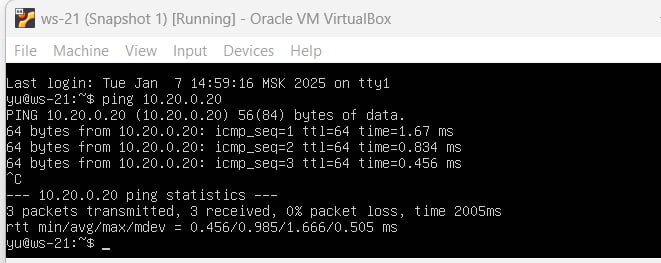 ws-21 (Snapshot 1) [Running] - Oracle VM VirtualBox
File Machine View Input Devices Help
Last login: Tue Jan  7 14:59:16 MSK 2025 on tty1
yu@ws-21:~$ ping 10.20.0.20
PING 10.20.0.20 (10.20.0.20) 56(84) bytes of data.
64 bytes from 10.20.0.20: icmp_seq=1 ttl=64 time=1.67 ms
64 bytes from 10.20.0.20: icmp_seq=2 ttl=64 time=0.834 ms
64 bytes from 10.20.0.20: icmp_seq=3 ttl=64 time=0.456 ms
^C
--- 10.20.0.20 ping statistics ---
3 packets transmitted, 3 received, 0% packet loss, time 2005ms
rtt min/avg/max/mdev = 0.456/0.985/1.666/0.505 ms
yu@ws-21:~$ _